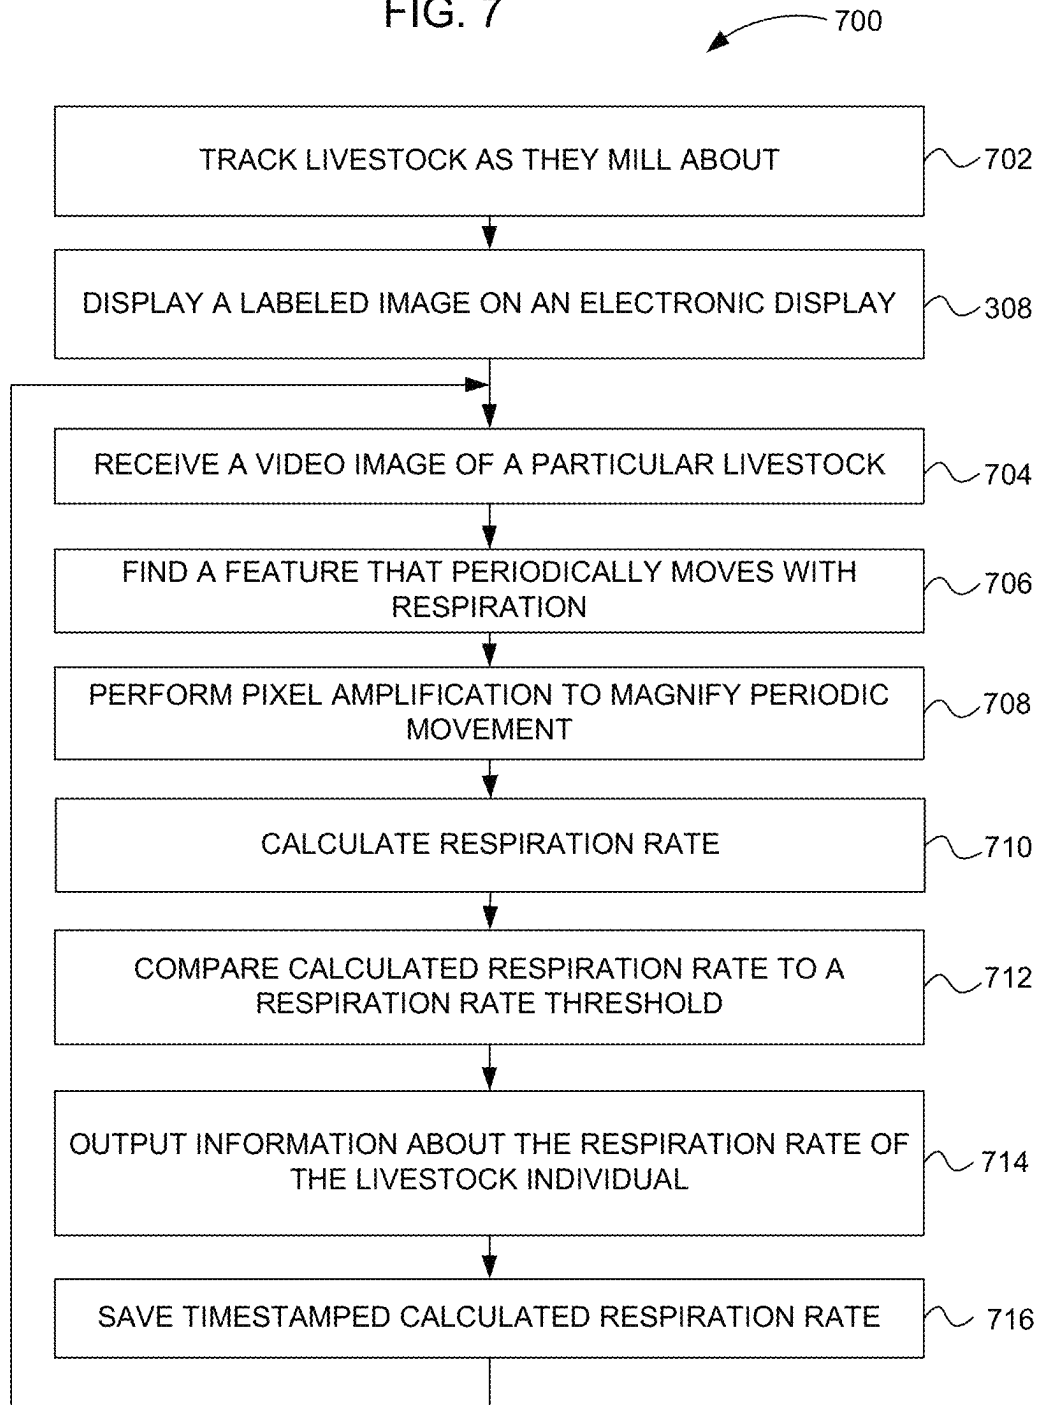 FIG. 7
700
TRACK LIVESTOCK AS THEY MILL ABOUT
702
DISPLAY A LABELED IMAGE ON AN ELECTRONIC DISPLAY
308
RECEIVE A VIDEO IMAGE OF A PARTICULAR LIVESTOCK
704
FIND A FEATURE THAT PERIODICALLY MOVES WITH
RESPIRATION
706
PERFORM PIXEL AMPLIFICATION TO MAGNIFY PERIODIC
MOVEMENT
708
CALCULATE RESPIRATION RATE
710
COMPARE CALCULATED RESPIRATION RATE TO A
RESPIRATION RATE THRESHOLD
712
OUTPUT INFORMATION ABOUT THE RESPIRATION RATE OF
THE LIVESTOCK INDIVIDUAL
714
SAVE TIMESTAMPED CALCULATED RESPIRATION RATE
716